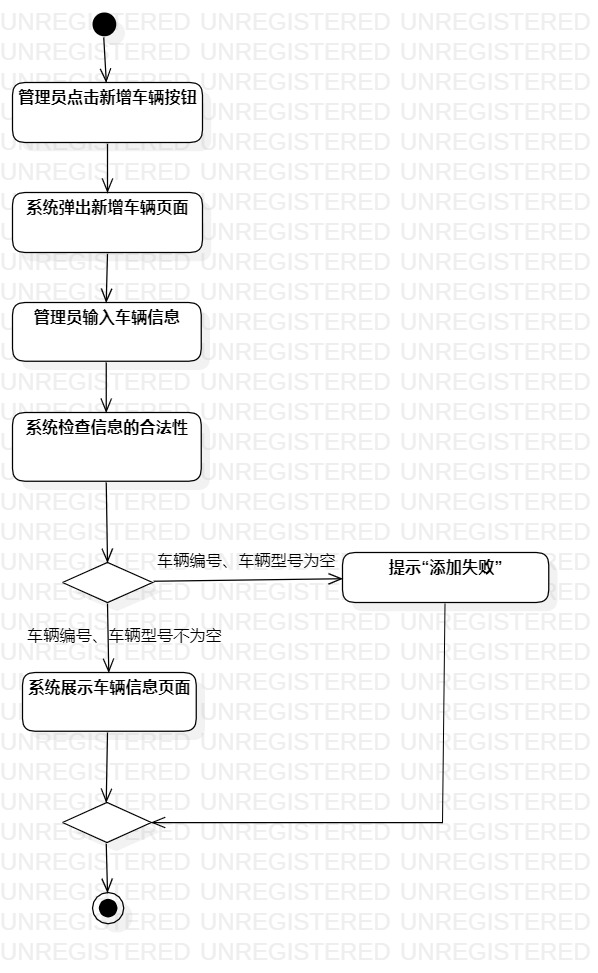 管理员点击新增车辆按钮
系统弹出新增车辆页面
管理员输入车辆信息
系统检查信息的合法性
车辆编号、车辆型号为空
提示“添加失败”
车辆编号、车辆型号不为空
系统展示车辆信息页面